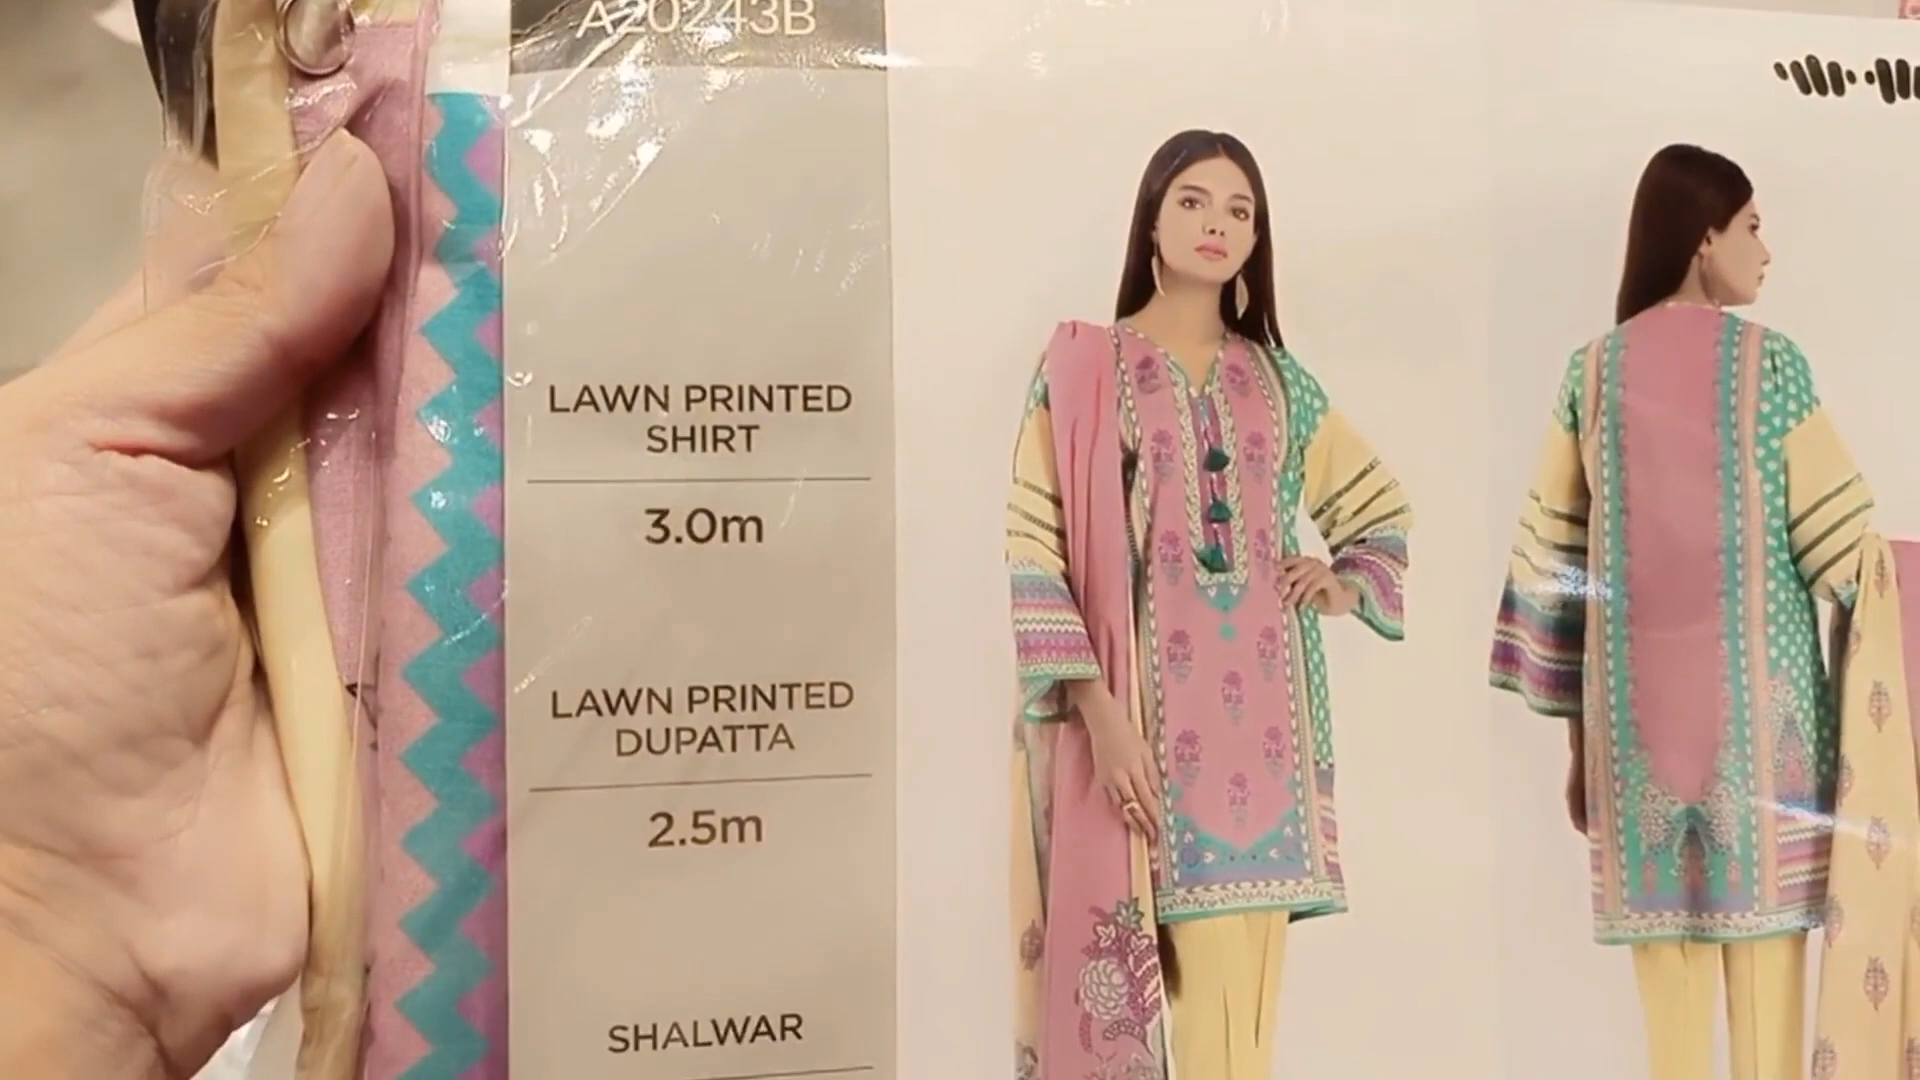 A20243B
LAWN PRINTED
SHIRT
3.0m
LAWN PRINTED
DUPATTA
2.5m
SHALWAR